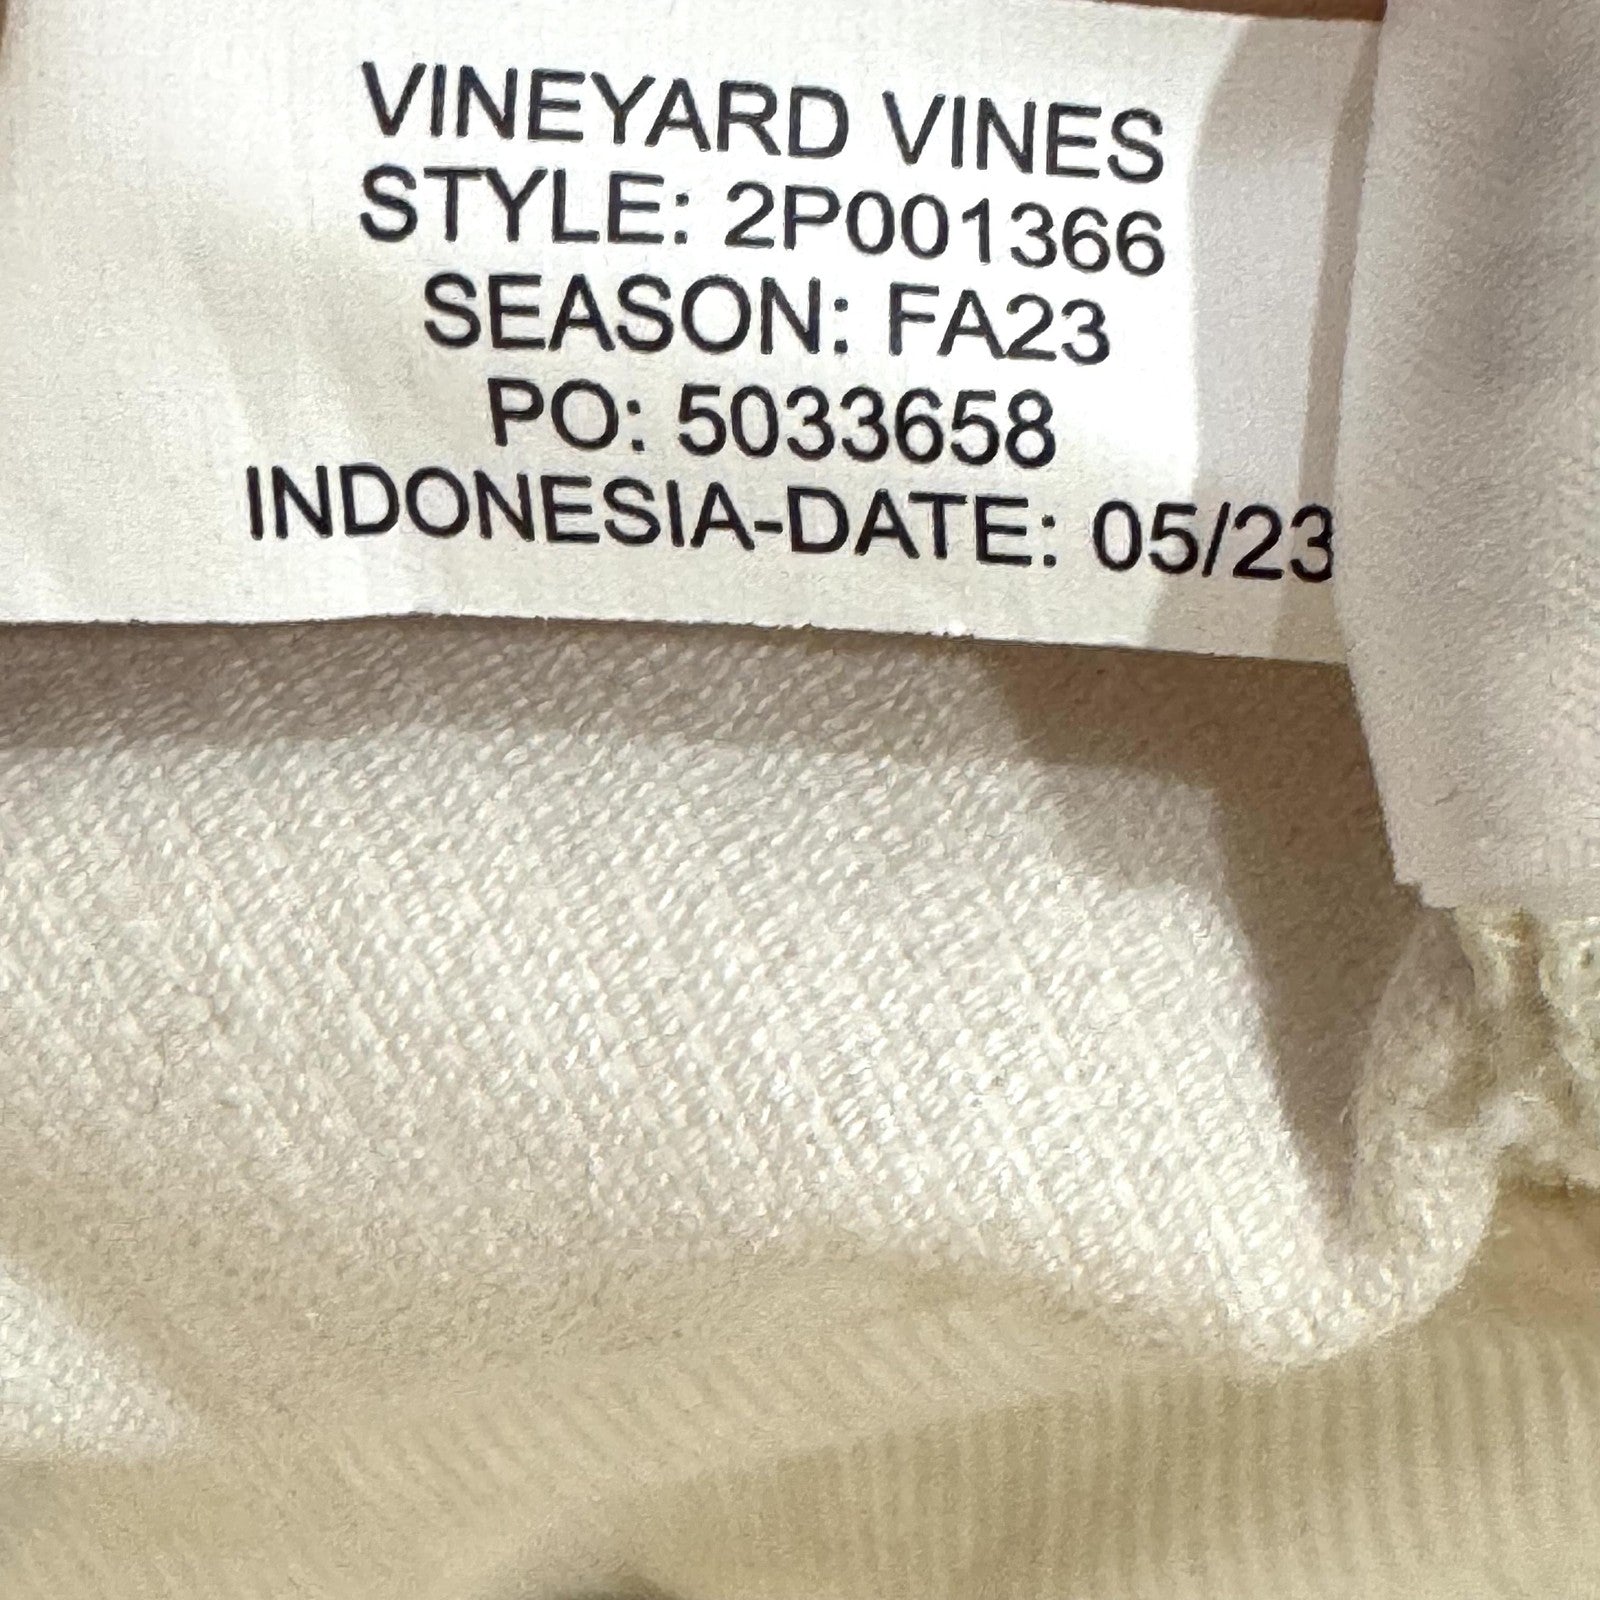 VINEYARD VINES
STYLE: 2P001366
SEASON: FA23
PO: 5033658
INDONESIA-DATE: 05/23